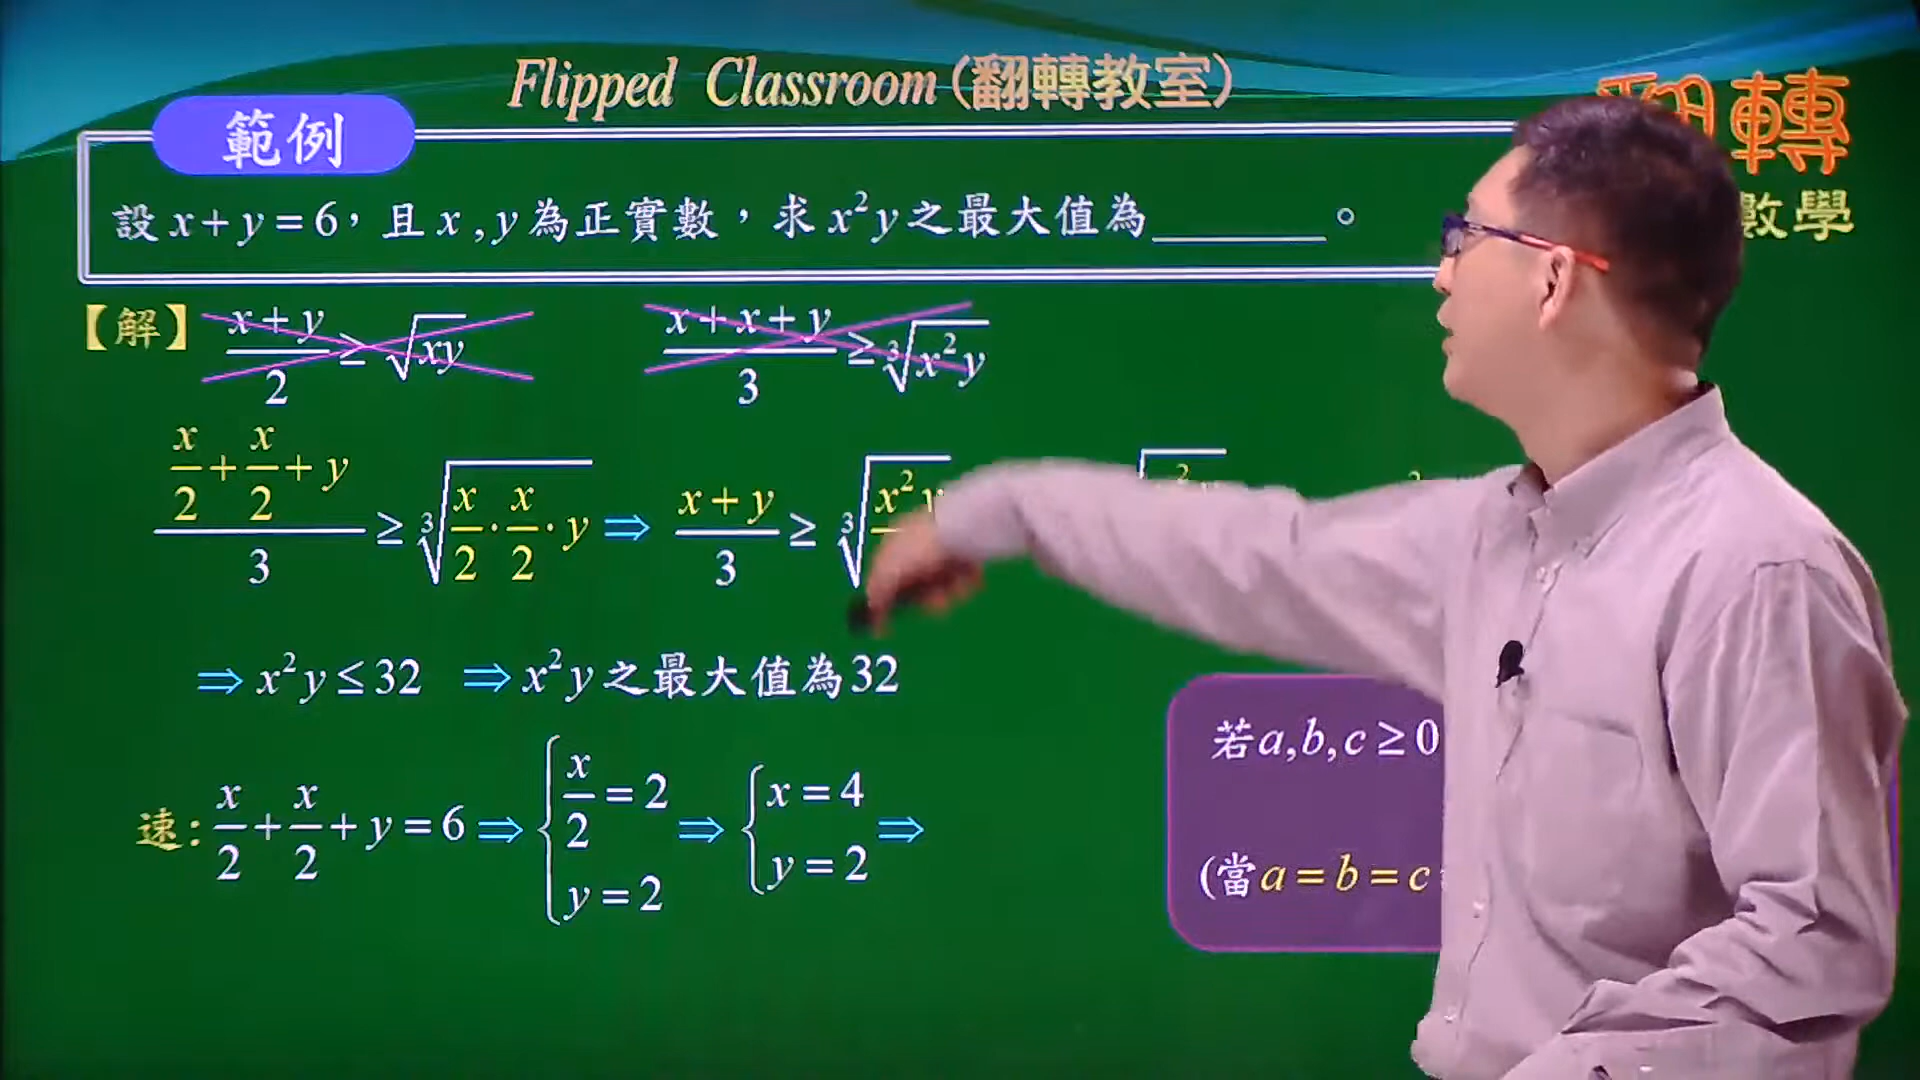 Flipped Classroom (翻轉教室)
翻轉
數學
範例
設 x + y = 6，且 x , y 為正實數，求 x²y 之最大值為______。
【解】 (x + y)/2 ≥ √(xy)   (x + x + y)/3 ≥ ∛(x²y)
(x/2 + x/2 + y)/3 ≥ ∛(x/2 · x/2 · y) ⇒ (x + y)/3 ≥ ∛(x²y
⇒ x²y ≤ 32 ⇒ x²y 之最大值為32
速 : x/2 + x/2 + y = 6 ⇒ { x/2 = 2, y = 2 ⇒ { x = 4, y = 2 ⇒
若 a, b, c ≥ 0
(當 a = b = c